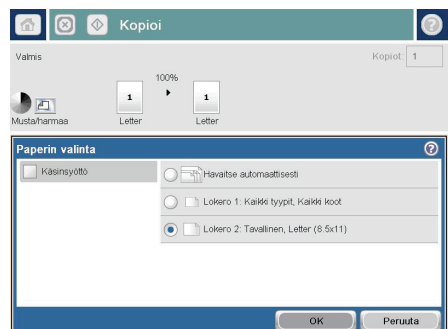 Kopioi
Valmis
Kopiot: 1
100%
1
1
Musta/harmaa
Letter
Letter
Paperin valinta
Käsinsyöttö
Havaitse automaattisesti
Lokero 1: Kaikki tyypit, Kaikki koot
Lokero 2: Tavallinen, Letter (8.5x11)
OK
Peruuta